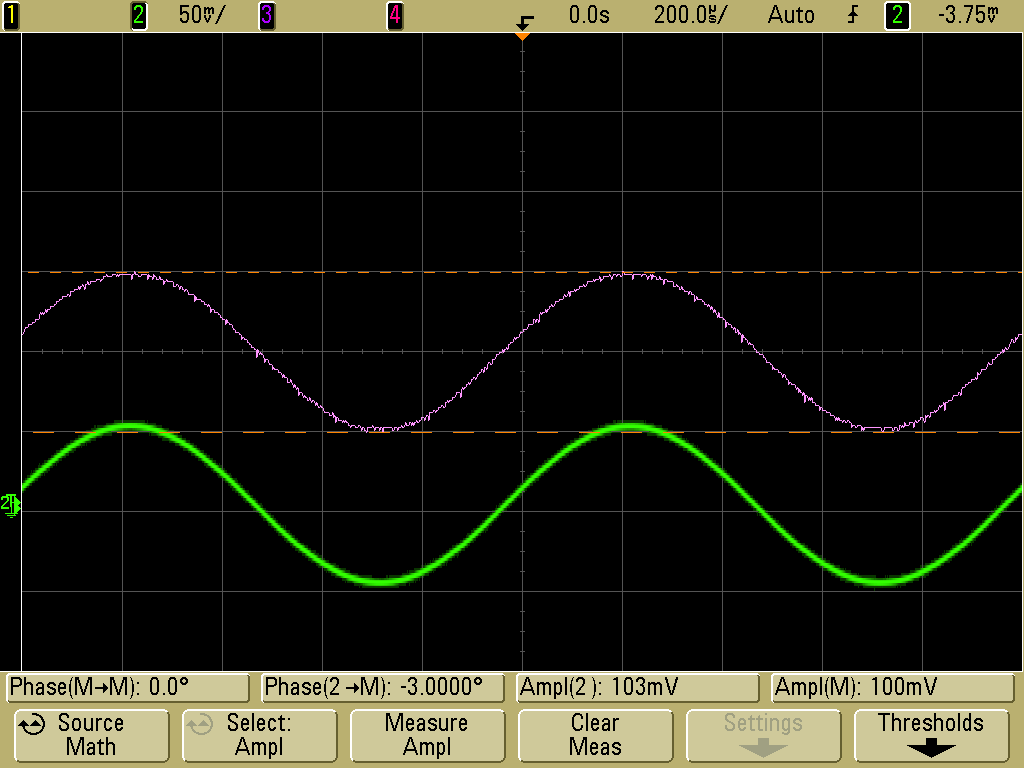 1 2 50mV/ 3 4 0.0s 200.0µs/ Auto 2 -3.75mV
2
Phase(M→M): 0.0° Phase(2→M): -3.0000° Ampl(2): 103mV Ampl(M): 100mV
Source Select: Measure Clear Settings Thresholds
Math Ampl Ampl Meas